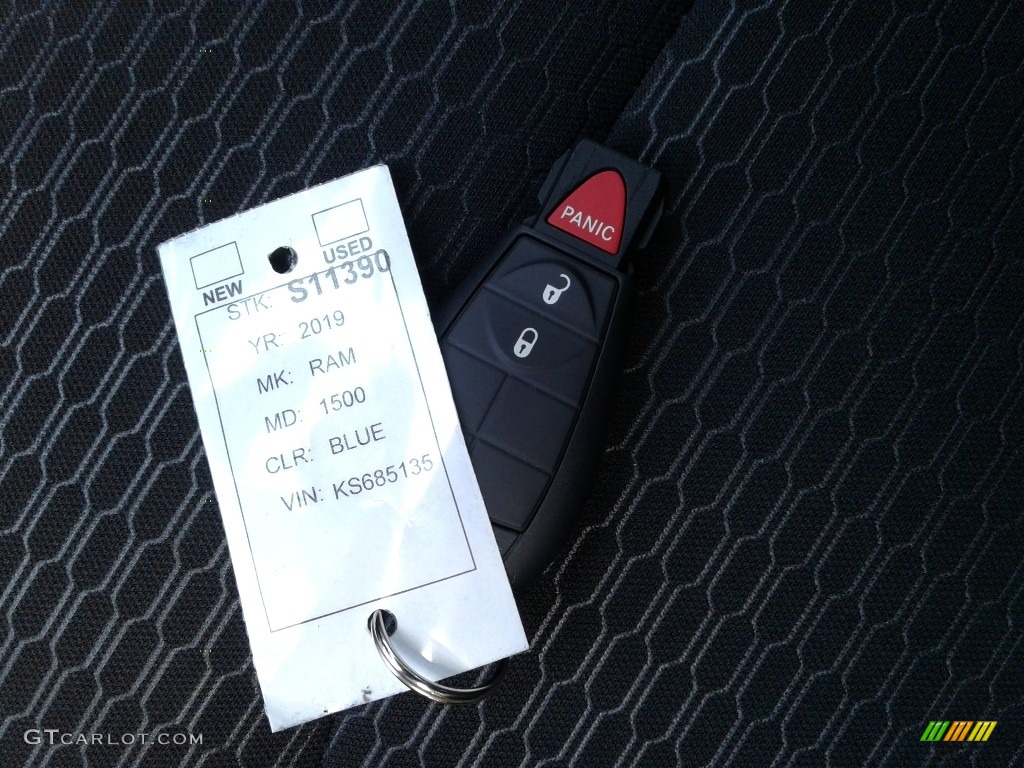 NEW
USED
STK: S11390
YR: 2019
MK: RAM
MD: 1500
CLR: BLUE
VIN: KS685135
PANIC
GTCARLOT.COM